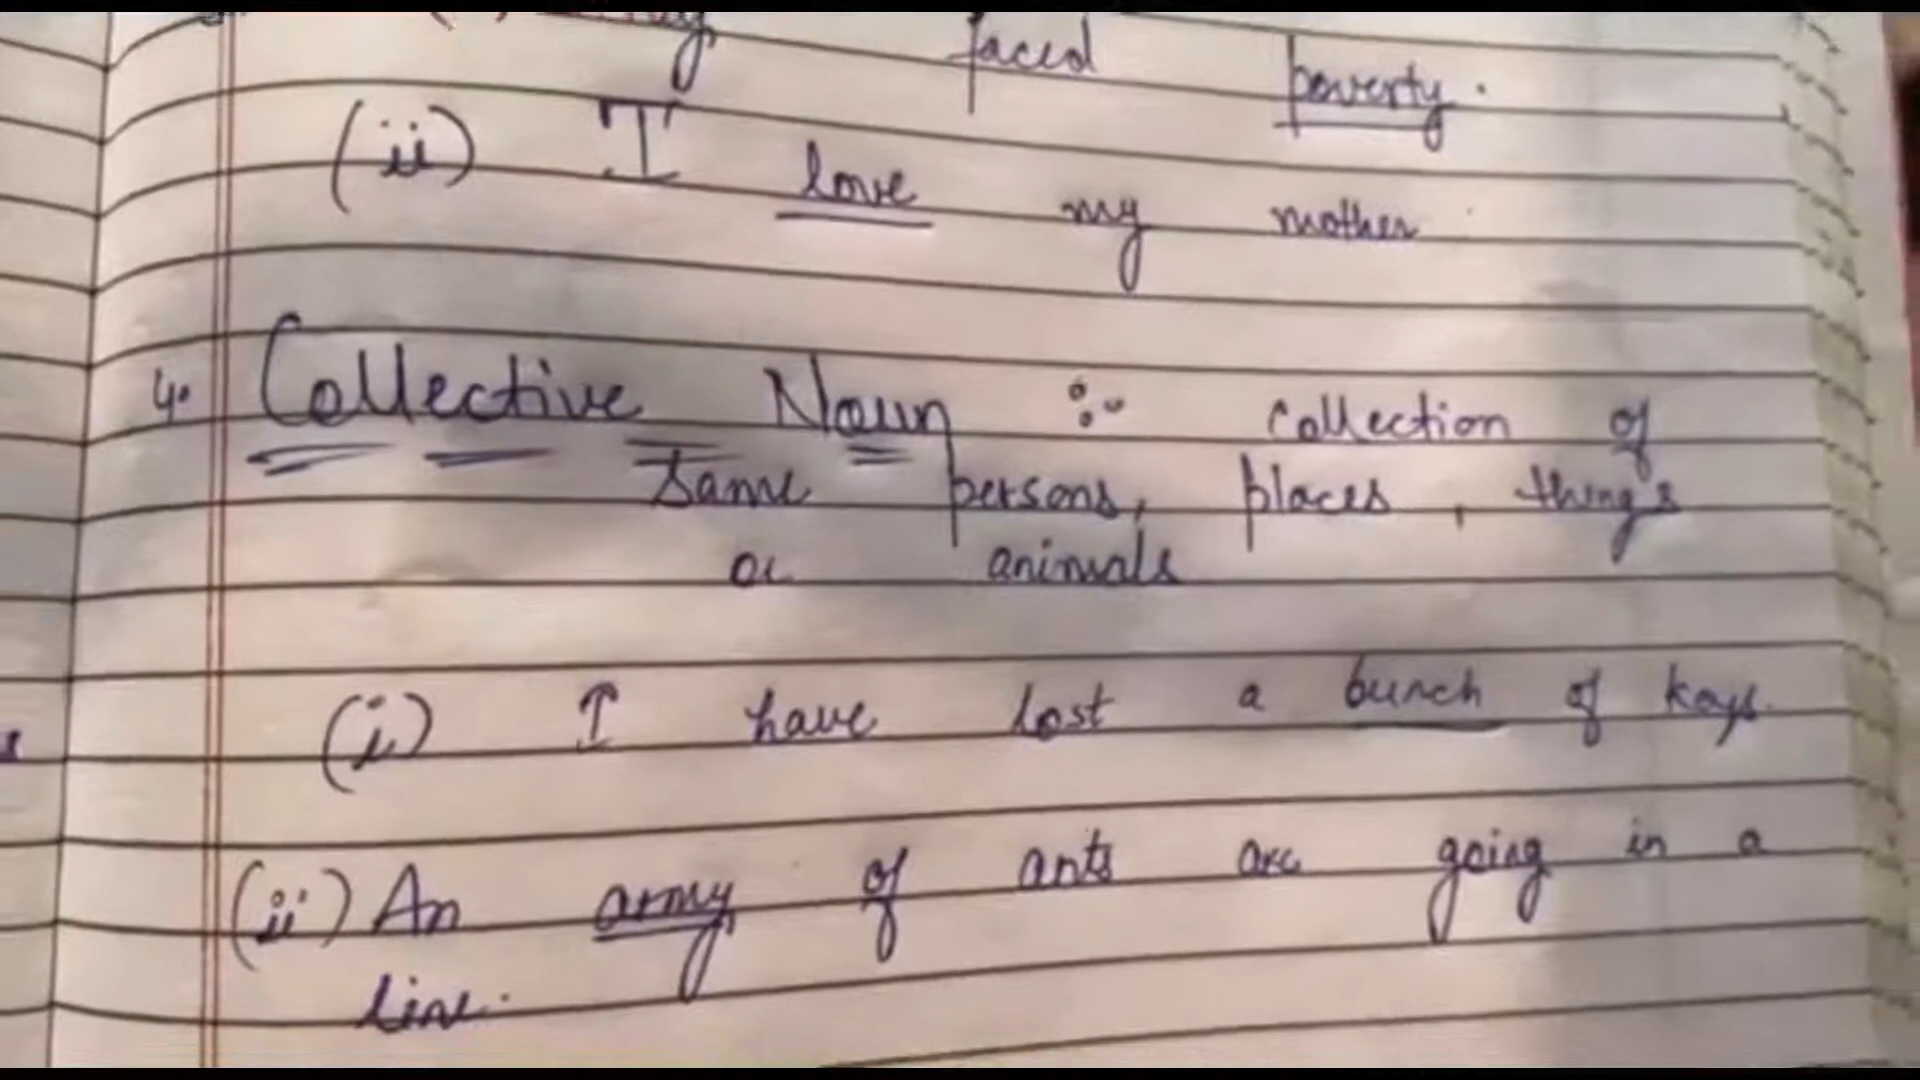 faced poverty.
(ii) I love my mother
4. Collective Noun :- Collection of
same persons, places, things
or animals
(i) I have lost a bunch of keys.
(ii) An army of ants are going in a
line.